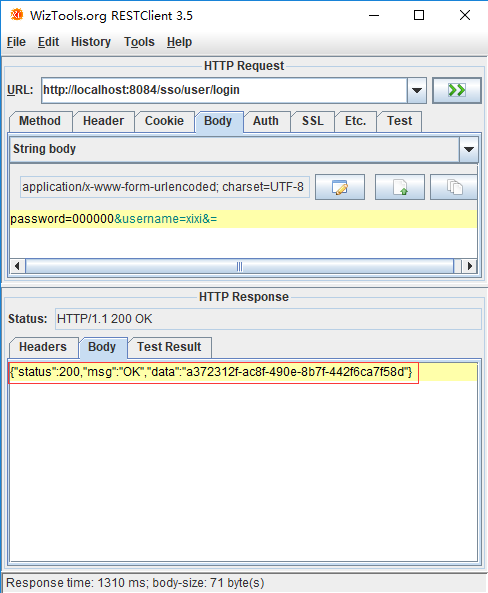 WizTools.org RESTClient 3.5
File Edit History Tools Help
HTTP Request
URL: http://localhost:8084/sso/user/login
Method Header Cookie Body Auth SSL Etc. Test
String body
application/x-www-form-urlencoded; charset=UTF-8
password=000000&username=xixi&=
HTTP Response
Status: HTTP/1.1 200 OK
Headers Body Test Result
{"status":200,"msg":"OK","data":"a372312f-ac8f-490e-8b7f-442f6ca7f58d"}
Response time: 1310 ms; body-size: 71 byte(s)